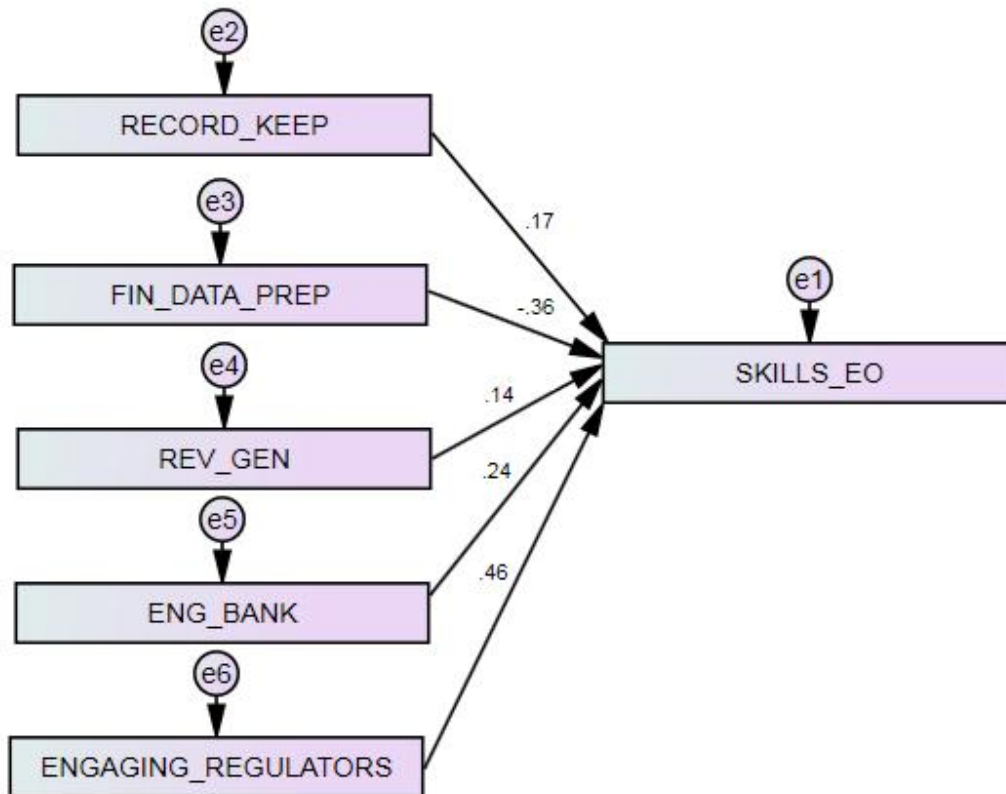 e2
RECORD_KEEP
.17
e3
FIN_DATA_PREP
-.36
e1
SKILLS_EO
e4
REV_GEN
.14
e5
ENG_BANK
.24
e6
ENGAGING_REGULATORS
.46